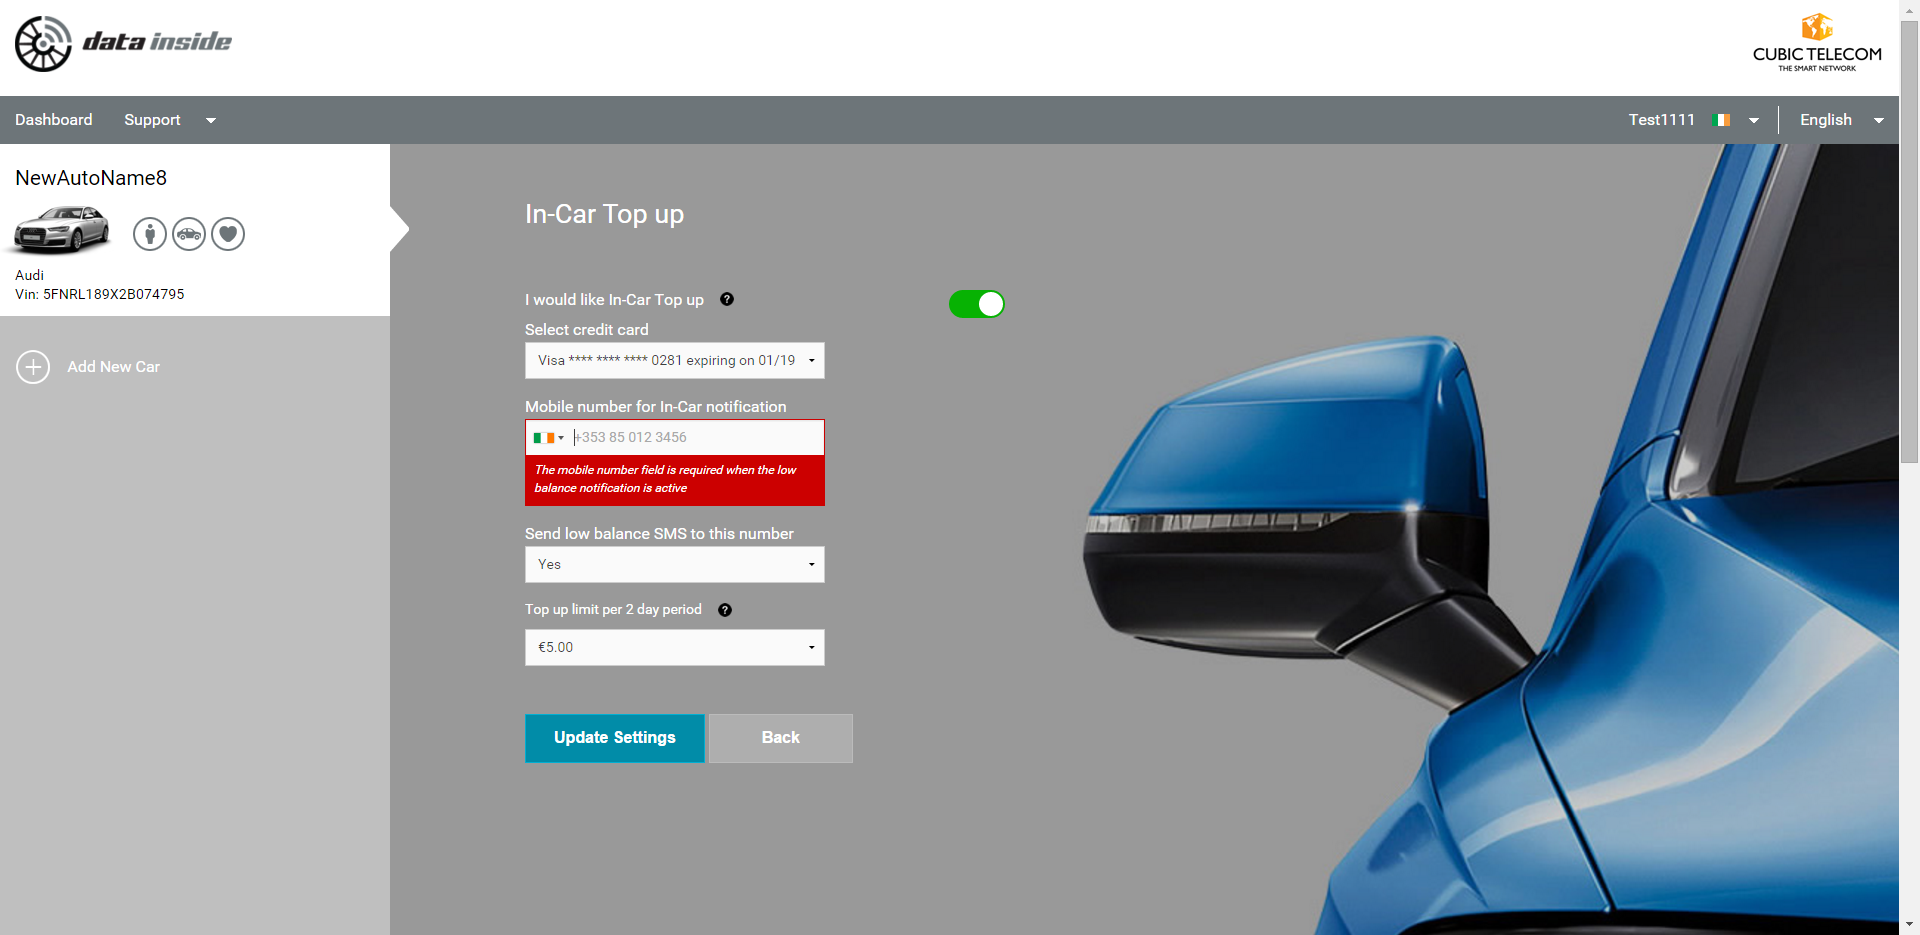 data inside
CUBIC TELECOM
THE SMART NETWORK
Dashboard
Support
Test1111
English
NewAutoName8
Audi
Vin: 5FNRL189X2B074795
Add New Car
In-Car Top up
I would like In-Car Top up ?
Select credit card
Visa **** **** **** 0281 expiring on 01/19
Mobile number for In-Car notification
+353 85 012 3456
The mobile number field is required when the low
balance notification is active
Send low balance SMS to this number
Yes
Top up limit per 2 day period ?
€5.00
Update Settings
Back